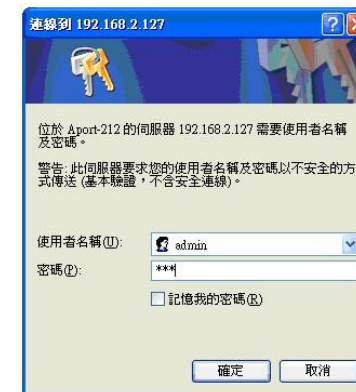 連線到 192.168.2.127
位於 Aport-212 的伺服器 192.168.2.127 需要使用者名稱
及密碼。
警告: 此伺服器要求您的使用者名稱及密碼以不安全的方
式傳送 (基本驗證，不含安全連線)。
使用者名稱(U):
admin
密碼(P):
***
記憶我的密碼(R)
確定
取消